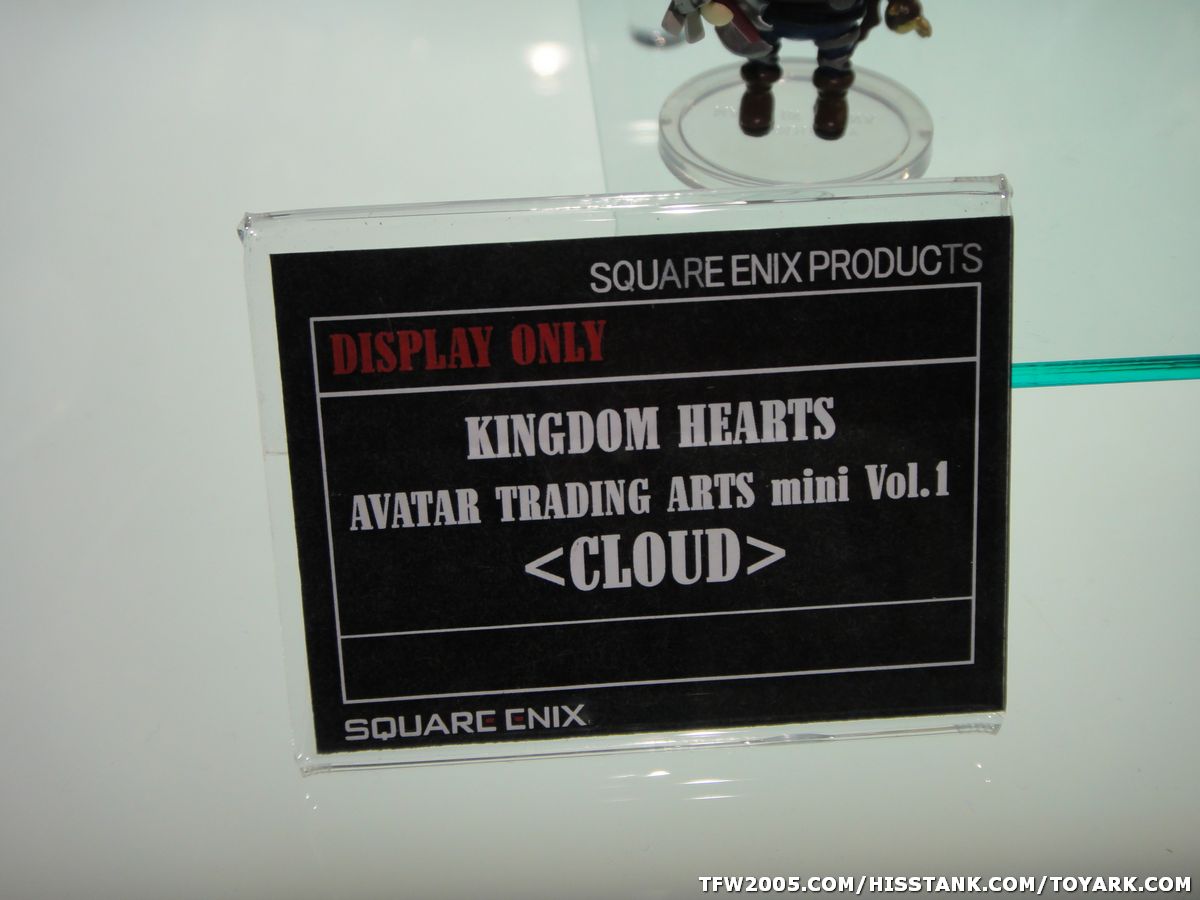 SQUARE ENIX PRODUCTS
DISPLAY ONLY
KINGDOM HEARTS
AVATAR TRADING ARTS mini Vol.1
<CLOUD>
SQUARE ENIX
TFW2005.COM/HISSTANK.COM/TOYARK.COM